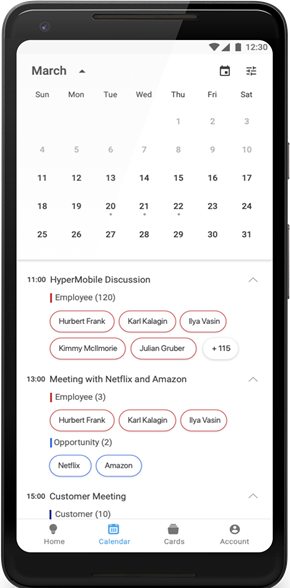 12:30
March
Sun Mon Tue Wed Thu Fri Sat
1 2 3
4 5 6 7 8 9 10
11 12 13 14 15 16 17
18 19 20 21 22 23 24
25 26 27 28 29 30 31
11:00 HyperMobile Discussion
Employee (120)
Hurbert Frank Karl Kalagin Ilya Vasin
Kimmy McIlmorie Julian Gruber + 115
13:00 Meeting with Netflix and Amazon
Employee (3)
Hurbert Frank Karl Kalagin Ilya Vasin
Opportunity (2)
Netflix Amazon
15:00 Customer Meeting
Customer (10)
Home Calendar Cards Account